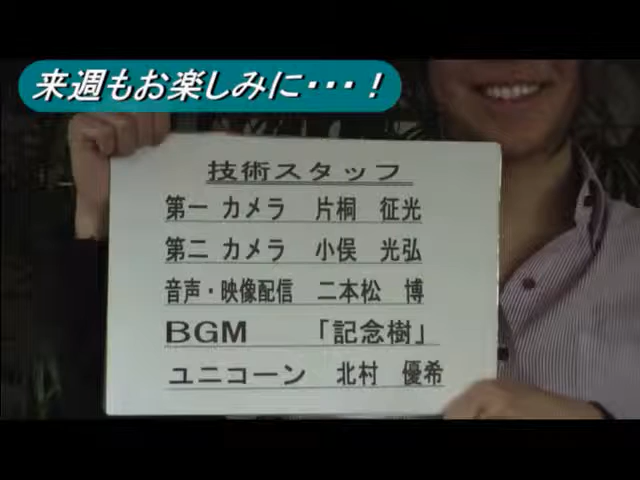 来週もお楽しみに・・・！
技術スタッフ
第一 カメラ 片桐 征光
第二 カメラ 小俣 光弘
音声・映像配信 二本松 博
BGM 「記念樹」
ユニコーン 北村 優希